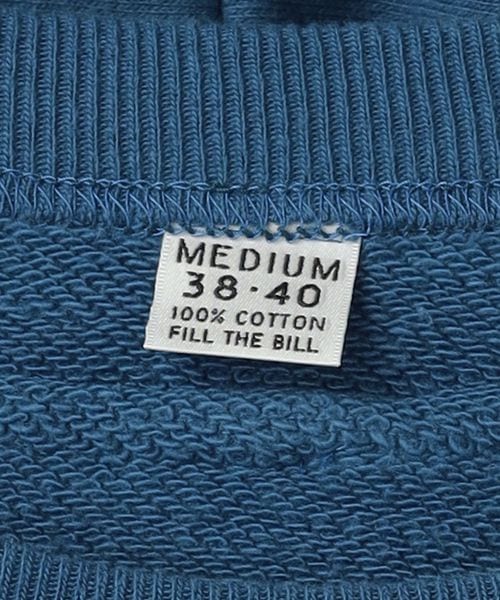 MEDIUM
38·40
100% COTTON
FILL THE BILL